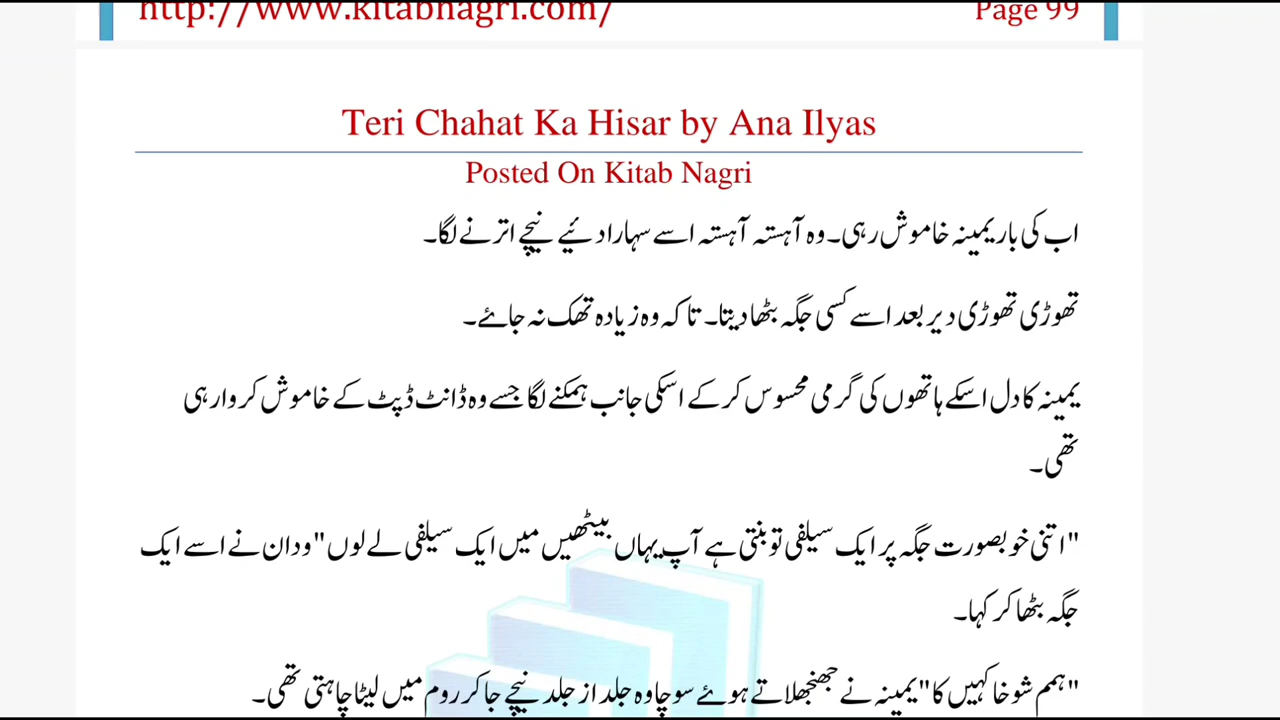 http://www.kitabnagri.com/ Page 99
Teri Chahat Ka Hisar by Ana Ilyas
Posted On Kitab Nagri
اب کی بار یمینہ خاموش رہی۔ وہ آہستہ آہستہ اسے سہارا دئیے نیچے اترنے لگا۔
تھوڑی تھوڑی دیر بعد اسے کسی جگہ بٹھا دیتا۔ تاکہ وہ زیادہ تھک نہ جائے۔
یمینہ کا دل اسکے ہاتھوں کی گرمی محسوس کر کے اسکی جانب ہمکنے لگا جسے وہ ڈانٹ ڈپٹ کے خاموش کروا رہی
تھی۔
"اتنی خوبصورت جگہ پر ایک سیلفی تو بنتی ہے آپ یہاں بیٹھیں میں ایک سیلفی لے لوں" ودان نے اسے ایک
جگہ بٹھا کر کہا۔
"ہمم شوخا کہیں کا" یمینہ نے جھنجھلاتے ہوئے سوچا وہ جلد از جلد نیچے جا کر روم میں لیٹا چاہتی تھی۔